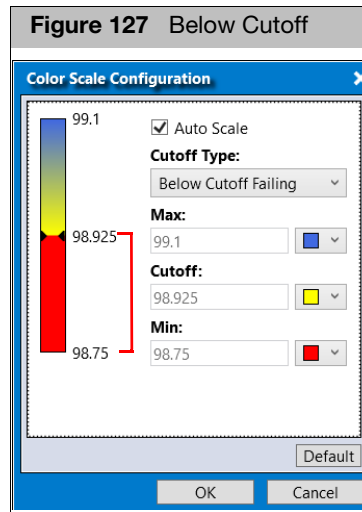 Figure 127 Below Cutoff
Color Scale Configuration
99.1
98.925
98.75
Auto Scale
Cutoff Type:
Below Cutoff Failing
Max:
99.1
Cutoff:
98.925
Min:
98.75
Default
OK
Cancel